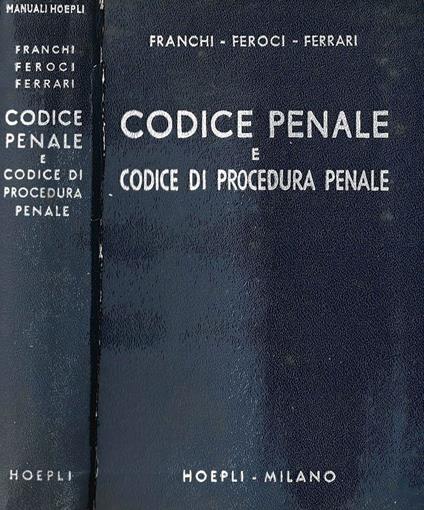 MANUALI HOEPLI
FRANCHI
FEROCI
FERRARI
CODICE
PENALE
E
CODICE DI
PROCEDURA
PENALE
HOEPLI
FRANCHI - FEROCI - FERRARI
CODICE PENALE
E
CODICE DI PROCEDURA PENALE
HOEPLI - MILANO